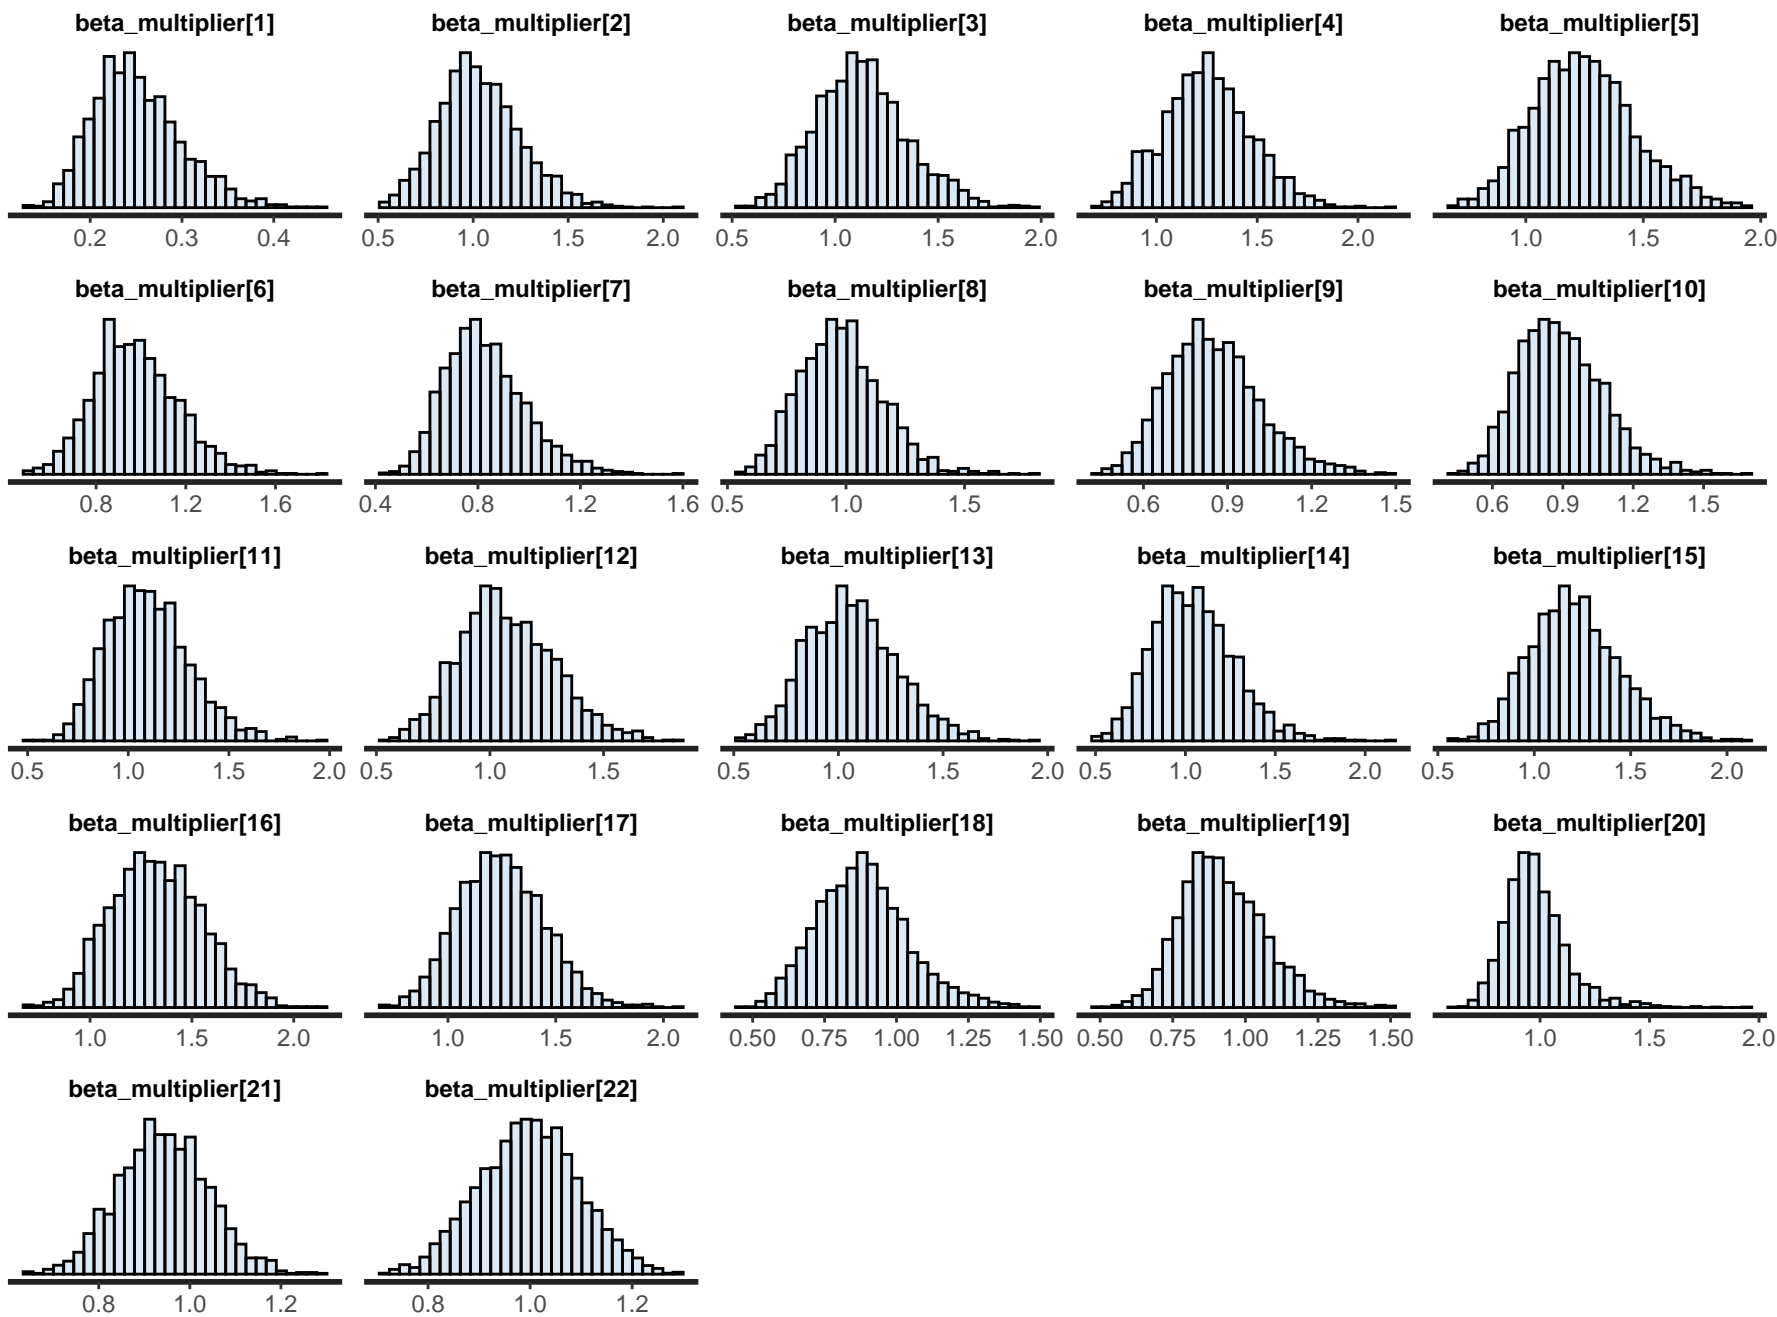 beta_multiplier[1] beta_multiplier[2] beta_multiplier[3] beta_multiplier[4] beta_multiplier[5]
0.2 0.3 0.4 0.5 1.0 1.5 2.0 0.5 1.0 1.5 2.0 1.0 1.5 2.0 1.0 1.5 2.0
beta_multiplier[6] beta_multiplier[7] beta_multiplier[8] beta_multiplier[9] beta_multiplier[10]
0.8 1.2 1.6 0.4 0.8 1.2 1.6 0.5 1.0 1.5 0.6 0.9 1.2 1.5 0.6 0.9 1.2 1.5
beta_multiplier[11] beta_multiplier[12] beta_multiplier[13] beta_multiplier[14] beta_multiplier[15]
0.5 1.0 1.5 2.0 0.5 1.0 1.5 0.5 1.0 1.5 2.0 0.5 1.0 1.5 2.0 0.5 1.0 1.5 2.0
beta_multiplier[16] beta_multiplier[17] beta_multiplier[18] beta_multiplier[19] beta_multiplier[20]
1.0 1.5 2.0 1.0 1.5 2.0 0.50 0.75 1.00 1.25 1.50 0.50 0.75 1.00 1.25 1.50 1.0 1.5 2.0
beta_multiplier[21] beta_multiplier[22]
0.8 1.0 1.2 0.8 1.0 1.2